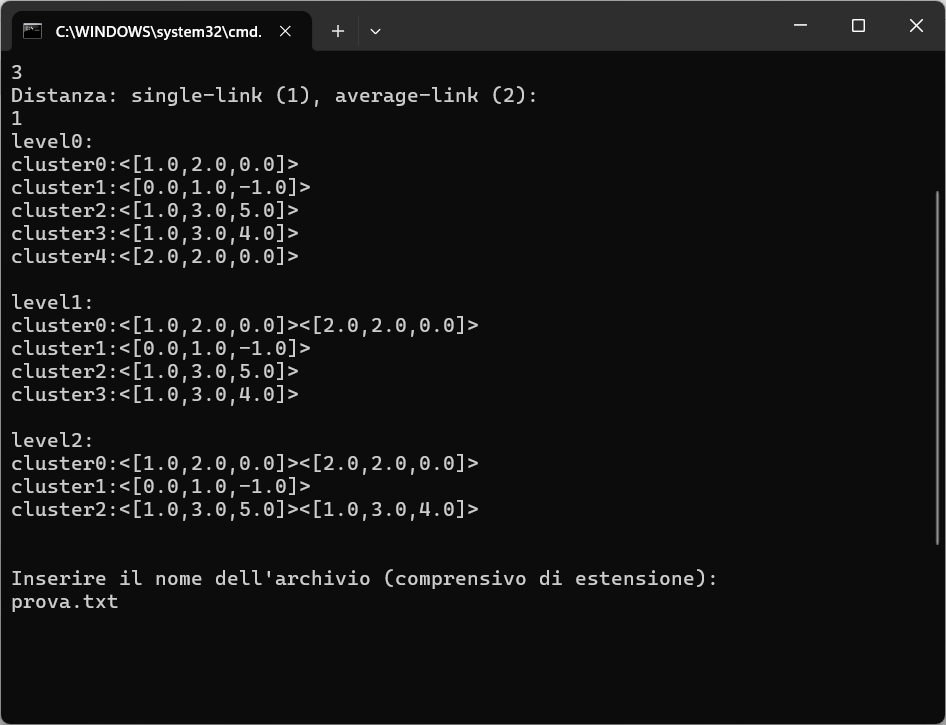 C:\WINDOWS\system32\cmd.
3
Distanza: single-link (1), average-link (2):
1
level0:
cluster0:<[1.0,2.0,0.0]>
cluster1:<[0.0,1.0,-1.0]>
cluster2:<[1.0,3.0,5.0]>
cluster3:<[1.0,3.0,4.0]>
cluster4:<[2.0,2.0,0.0]>
level1:
cluster0:<[1.0,2.0,0.0]><[2.0,2.0,0.0]>
cluster1:<[0.0,1.0,-1.0]>
cluster2:<[1.0,3.0,5.0]>
cluster3:<[1.0,3.0,4.0]>
level2:
cluster0:<[1.0,2.0,0.0]><[2.0,2.0,0.0]>
cluster1:<[0.0,1.0,-1.0]>
cluster2:<[1.0,3.0,5.0]><[1.0,3.0,4.0]>
Inserire il nome dell'archivio (comprensivo di estensione):
prova.txt